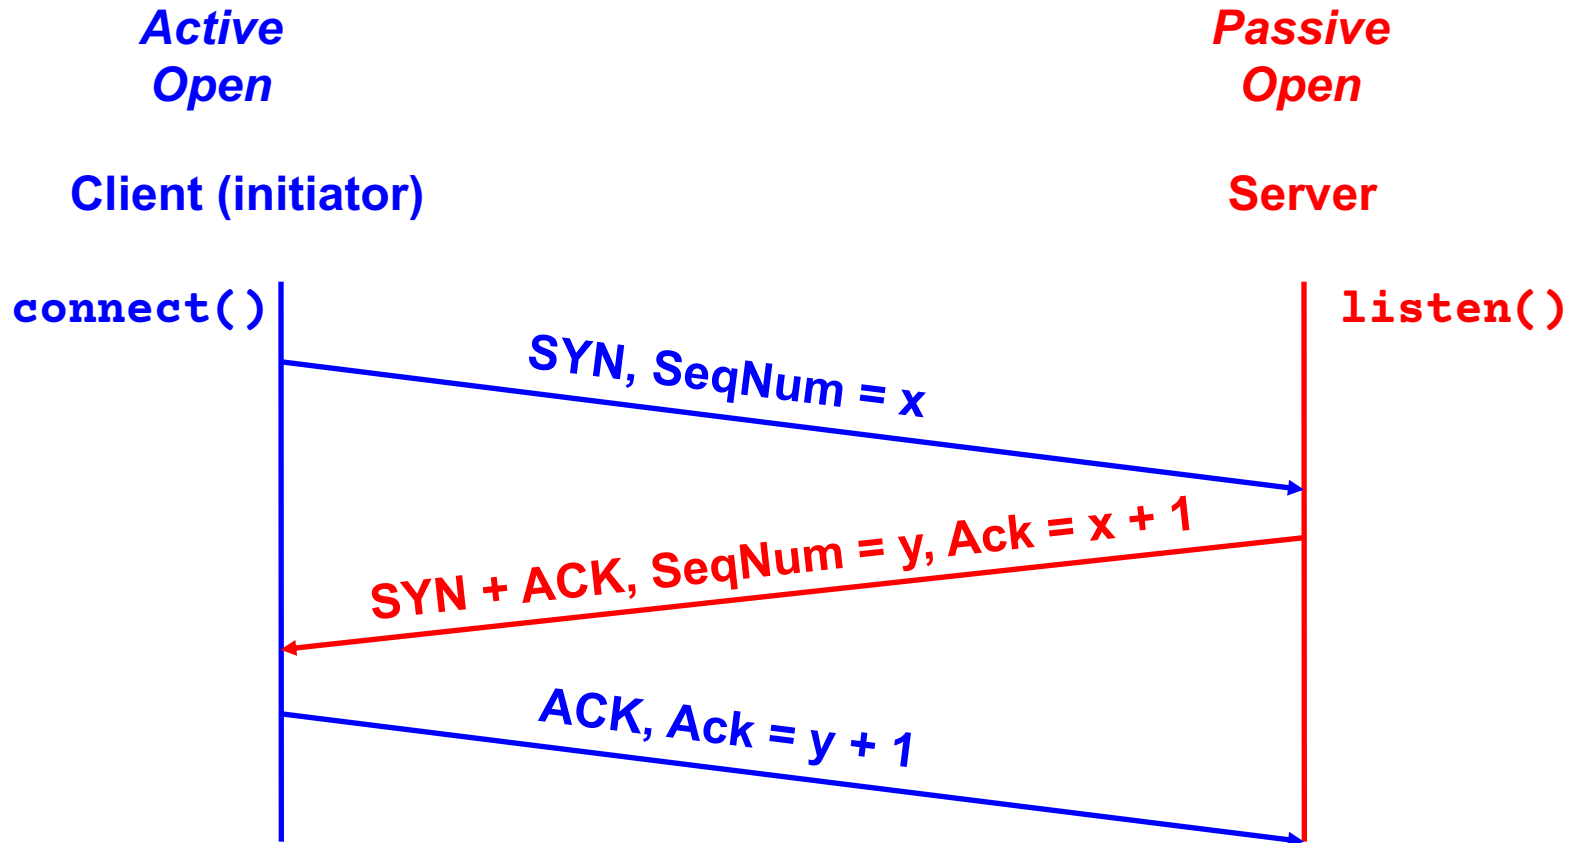 Active
Open
Passive
Open
Client (initiator)
Server
connect()
listen()
SYN, SeqNum = x
SYN + ACK, SeqNum = y, Ack = x + 1
ACK, Ack = y + 1